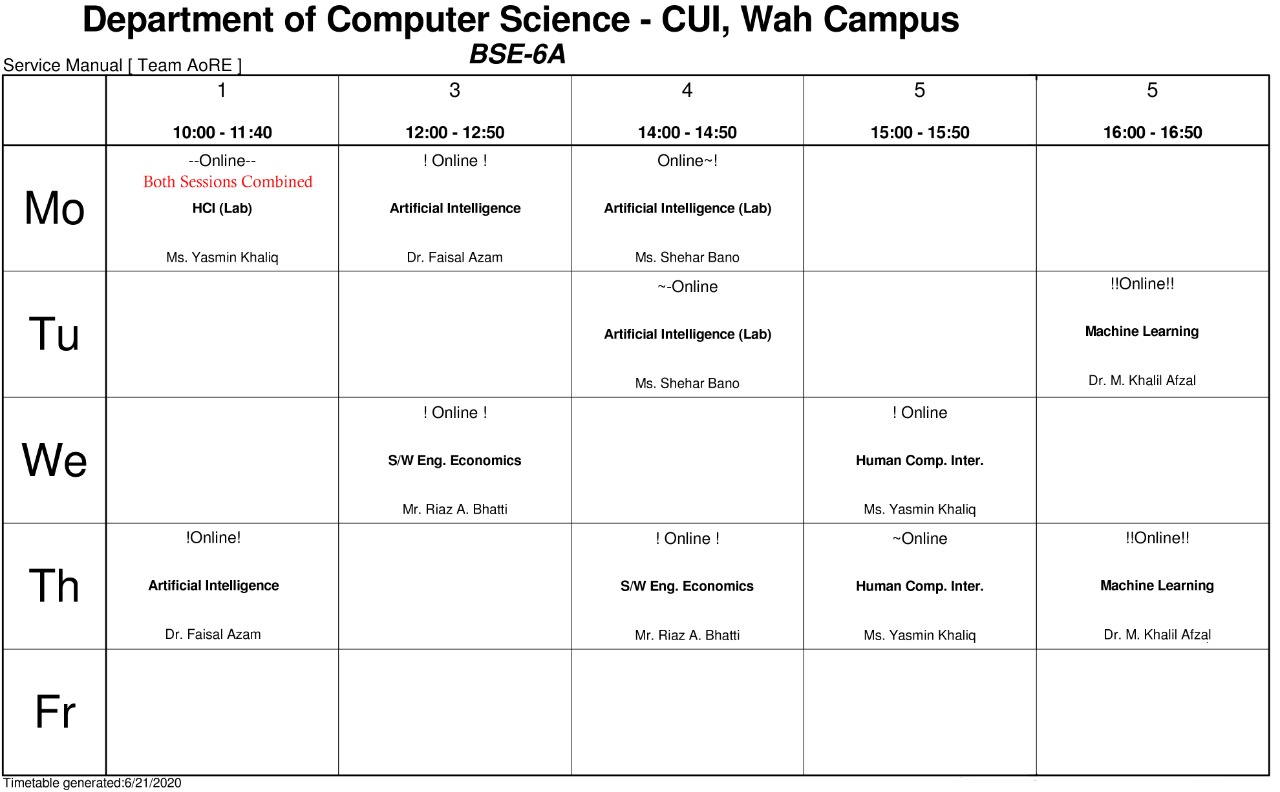 Department of Computer Science - CUI, Wah Campus
BSE-6A
Service Manual [ Team AoRE ]
1 3 4 5 5
10:00 - 11:40 12:00 - 12:50 14:00 - 14:50 15:00 - 15:50 16:00 - 16:50
Mo
--Online--
Both Sessions Combined
HCI (Lab)
Ms. Yasmin Khaliq
! Online !
Artificial Intelligence
Dr. Faisal Azam
Online~!
Artificial Intelligence (Lab)
Ms. Shehar Bano
Tu
~-Online
Artificial Intelligence (Lab)
Ms. Shehar Bano
!!Online!!
Machine Learning
Dr. M. Khalil Afzal
We
! Online !
S/W Eng. Economics
Mr. Riaz A. Bhatti
! Online
Human Comp. Inter.
Ms. Yasmin Khaliq
Th
!Online!
Artificial Intelligence
Dr. Faisal Azam
! Online !
S/W Eng. Economics
Mr. Riaz A. Bhatti
~Online
Human Comp. Inter.
Ms. Yasmin Khaliq
!!Online!!
Machine Learning
Dr. M. Khalil Afzal
Fr
Timetable generated:6/21/2020